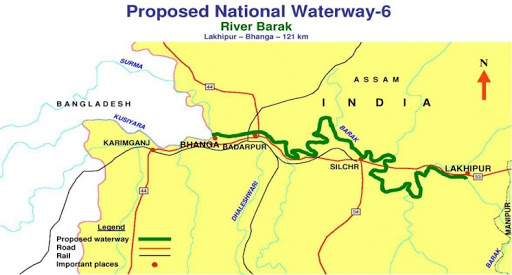 Proposed National Waterway-6
River Barak
Lakhipur – Bhanga – 121 km
N
SURMA
44
ASSAM
BANGLADESH
INDIA
KUSIYARA
BARAK
KARIMGANJ
BHANGA
BADARPUR
SILCHR
LAKHIPUR
53
44
DHALESHWARI
54
MANIPUR
BARAK
Legend
Proposed waterway
Road
Rail
Important places